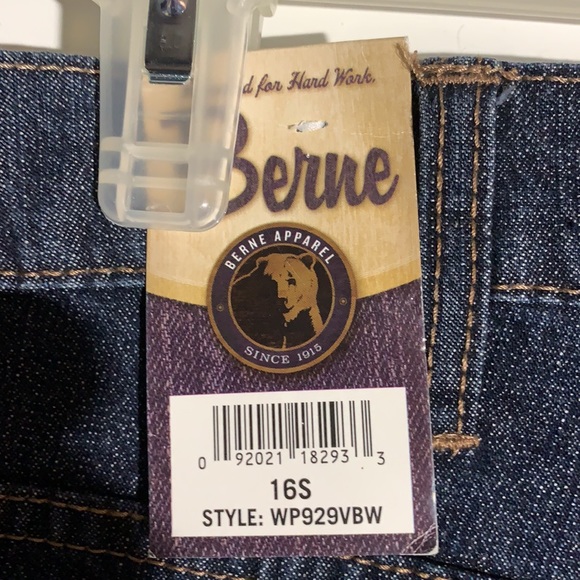 d for Hard Work.
Berne
BERNE APPAREL
SINCE 1915
0 92021 18293 3
16S
STYLE: WP929VBW